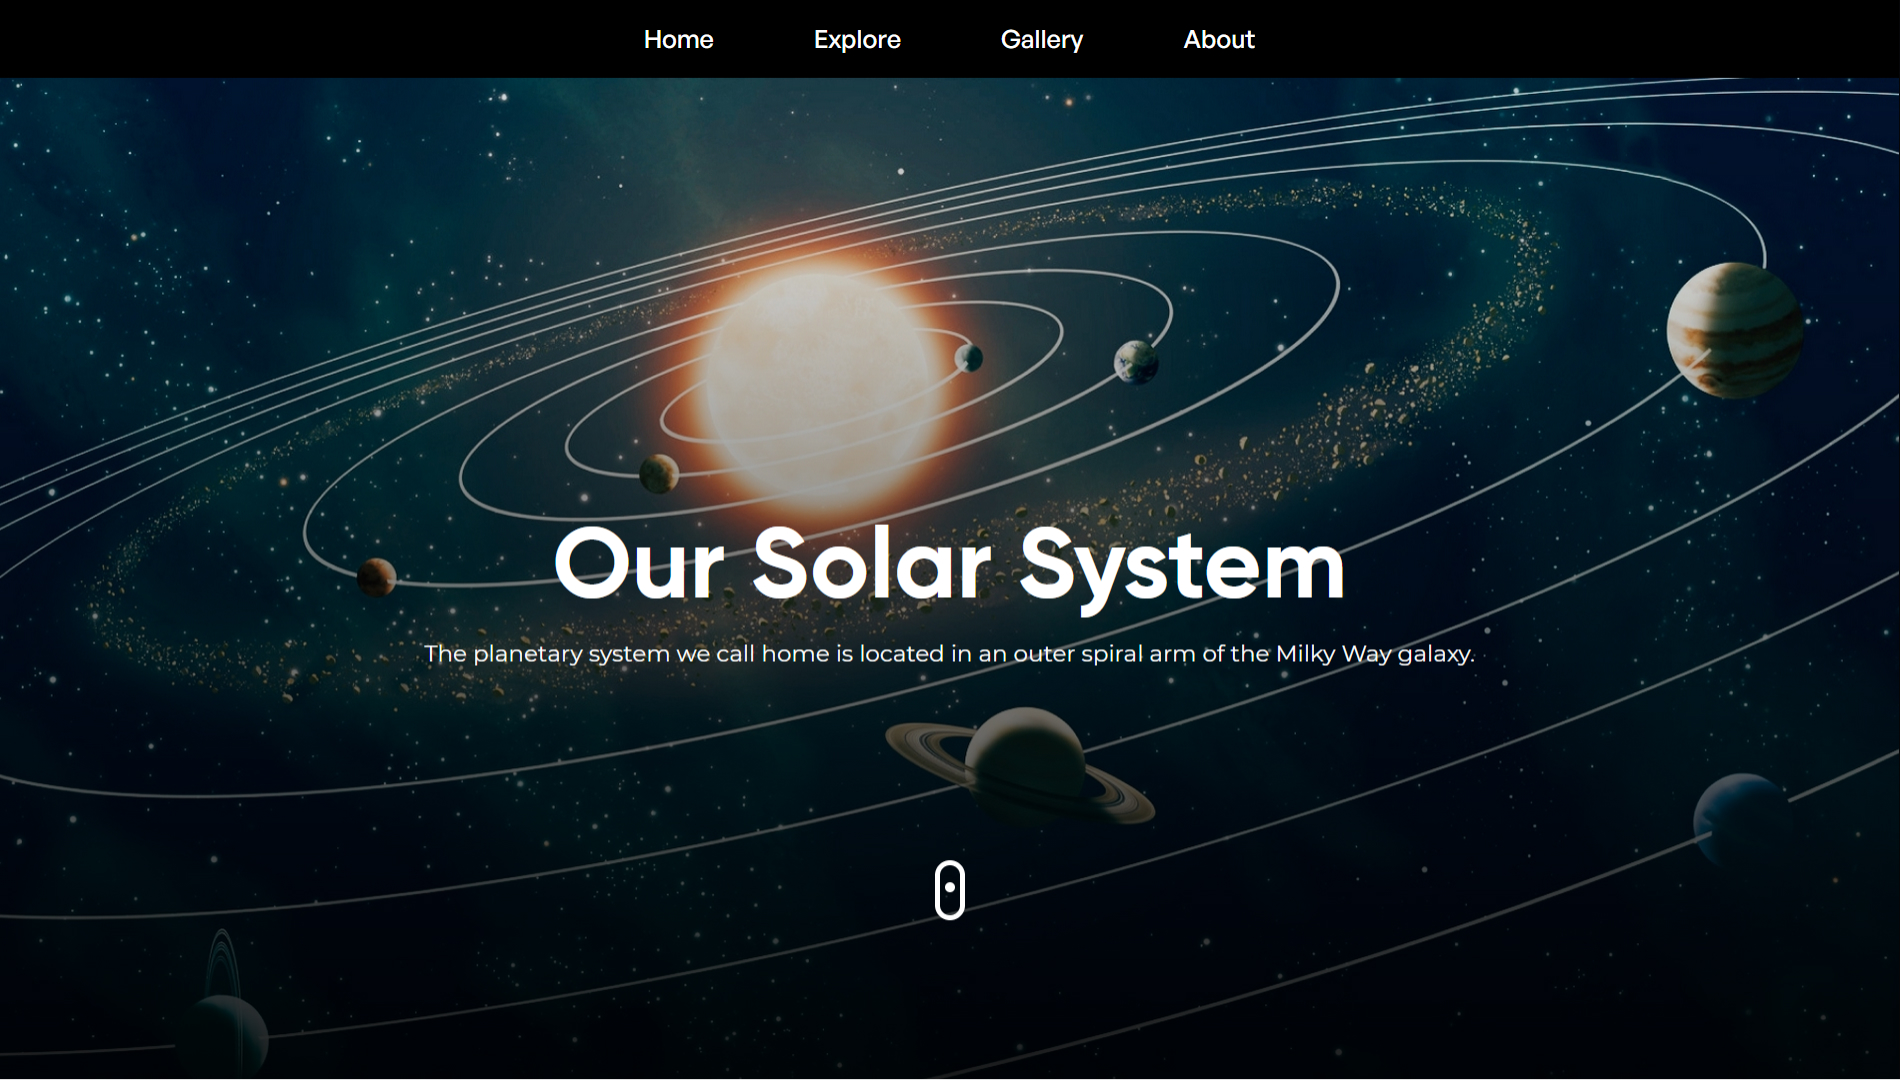 Home Explore Gallery About
Our Solar System
The planetary system we call home is located in an outer spiral arm of the Milky Way galaxy.